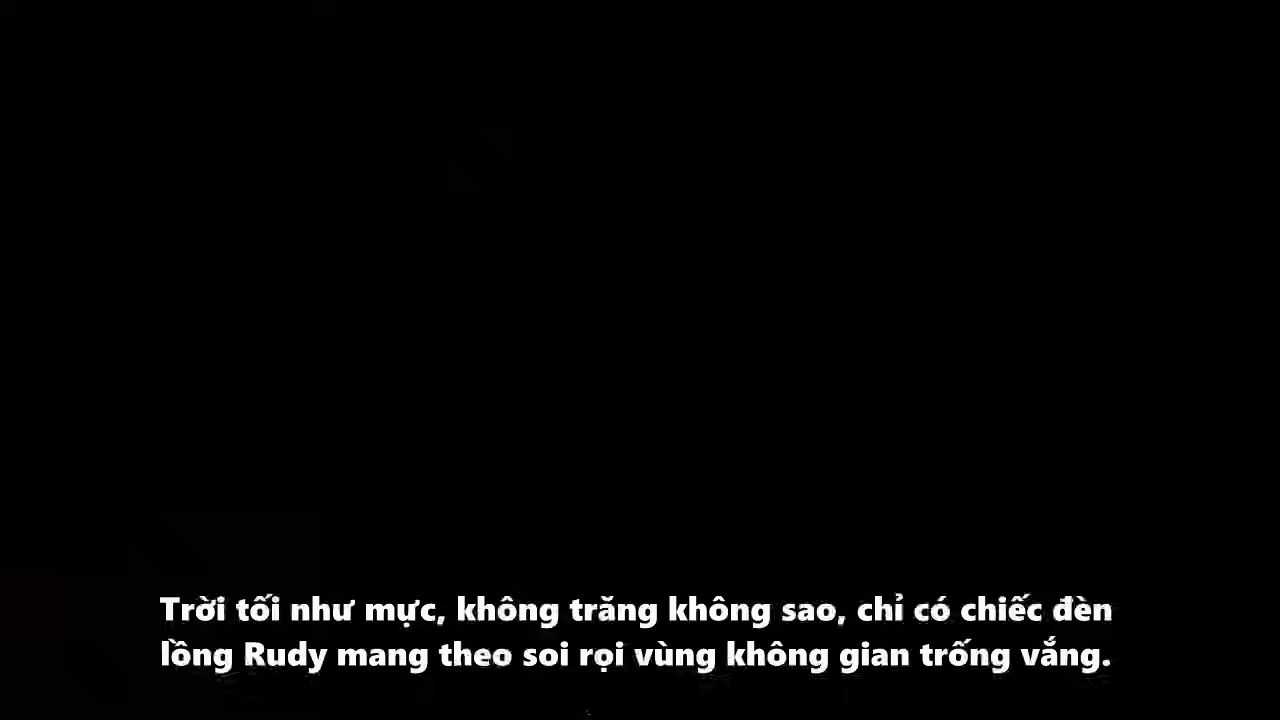 Trời tối như mực, không trăng không sao, chỉ có chiếc đèn
lồng Rudy mang theo soi rọi vùng không gian trống vắng.